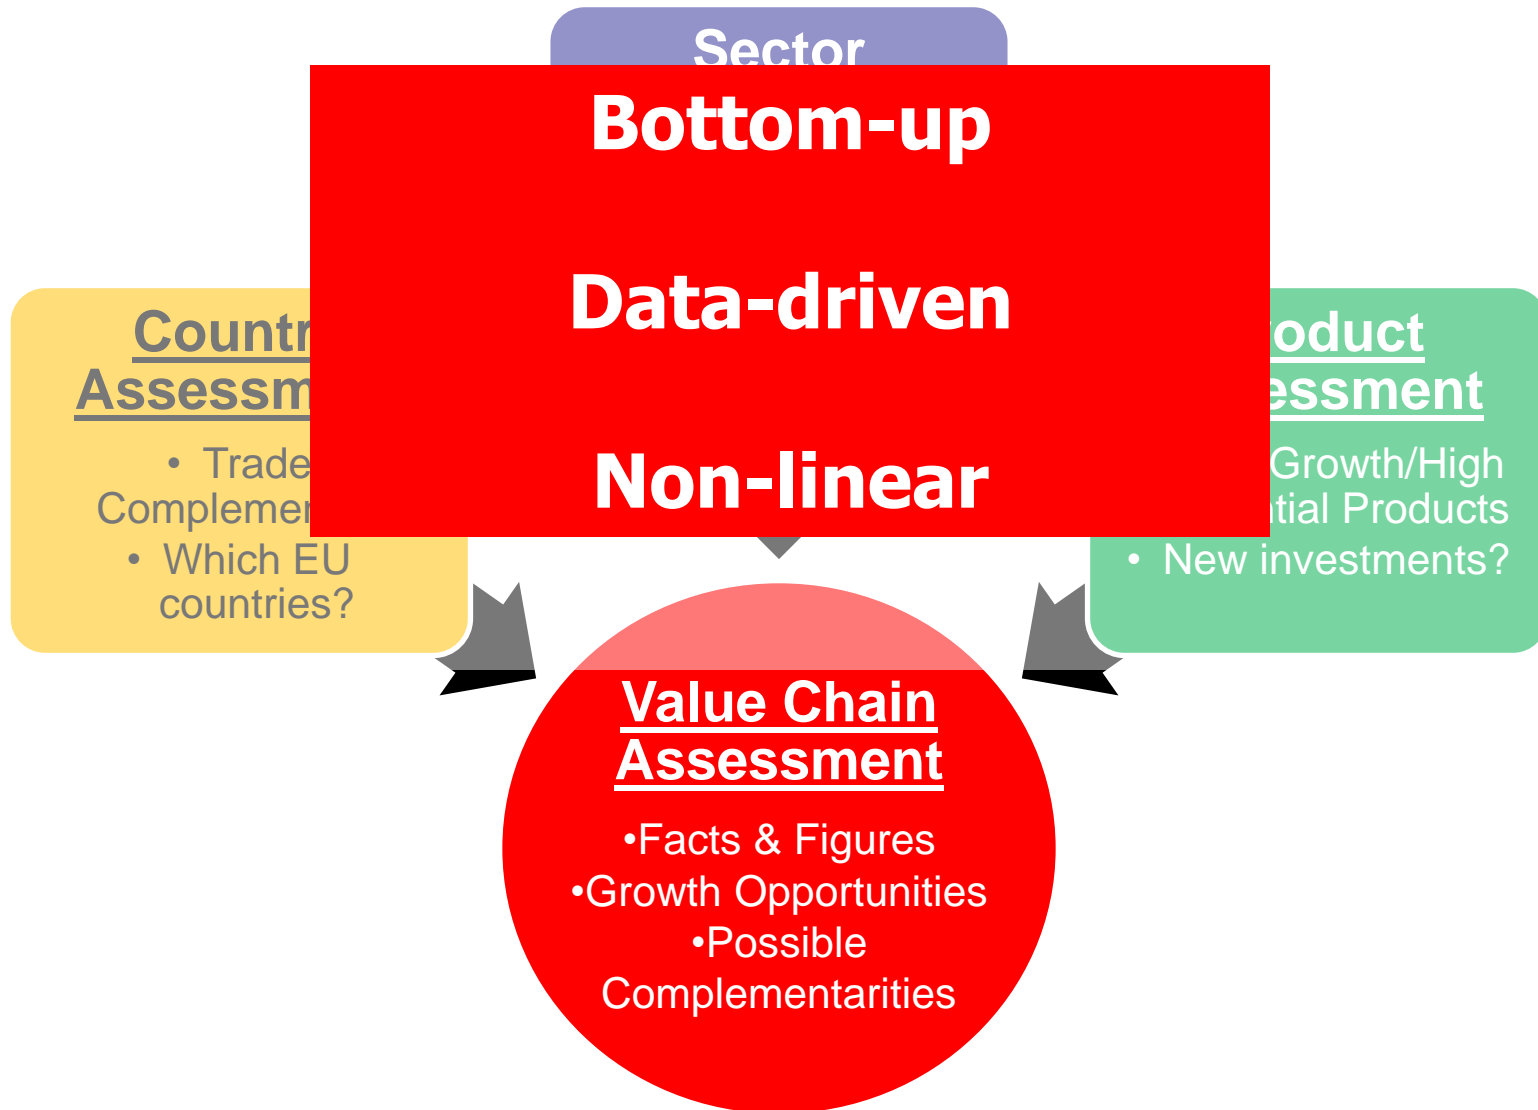 Sector
Bottom-up
Data-driven
Non-linear
Countr
Assessm
• Trade
Complemen
• Which EU
countries?
oduct
essment
Growth/High
tial Products
• New investments?
Value Chain
Assessment
•Facts & Figures
•Growth Opportunities
•Possible
Complementarities